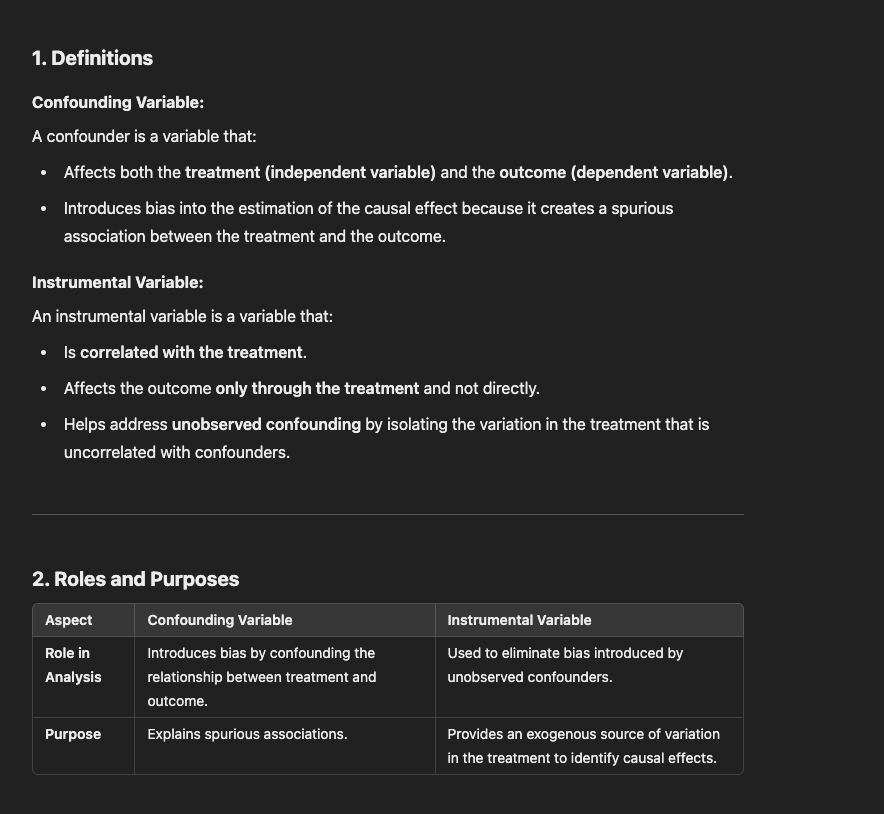 1. Definitions
Confounding Variable:
A confounder is a variable that:
• Affects both the treatment (independent variable) and the outcome (dependent variable).
• Introduces bias into the estimation of the causal effect because it creates a spurious
association between the treatment and the outcome.
Instrumental Variable:
An instrumental variable is a variable that:
• Is correlated with the treatment.
• Affects the outcome only through the treatment and not directly.
• Helps address unobserved confounding by isolating the variation in the treatment that is
uncorrelated with confounders.
2. Roles and Purposes
Aspect Confounding Variable Instrumental Variable
Role in Introduces bias by confounding the Used to eliminate bias introduced by
Analysis relationship between treatment and unobserved confounders.
outcome.
Purpose Explains spurious associations. Provides an exogenous source of variation
in the treatment to identify causal effects.